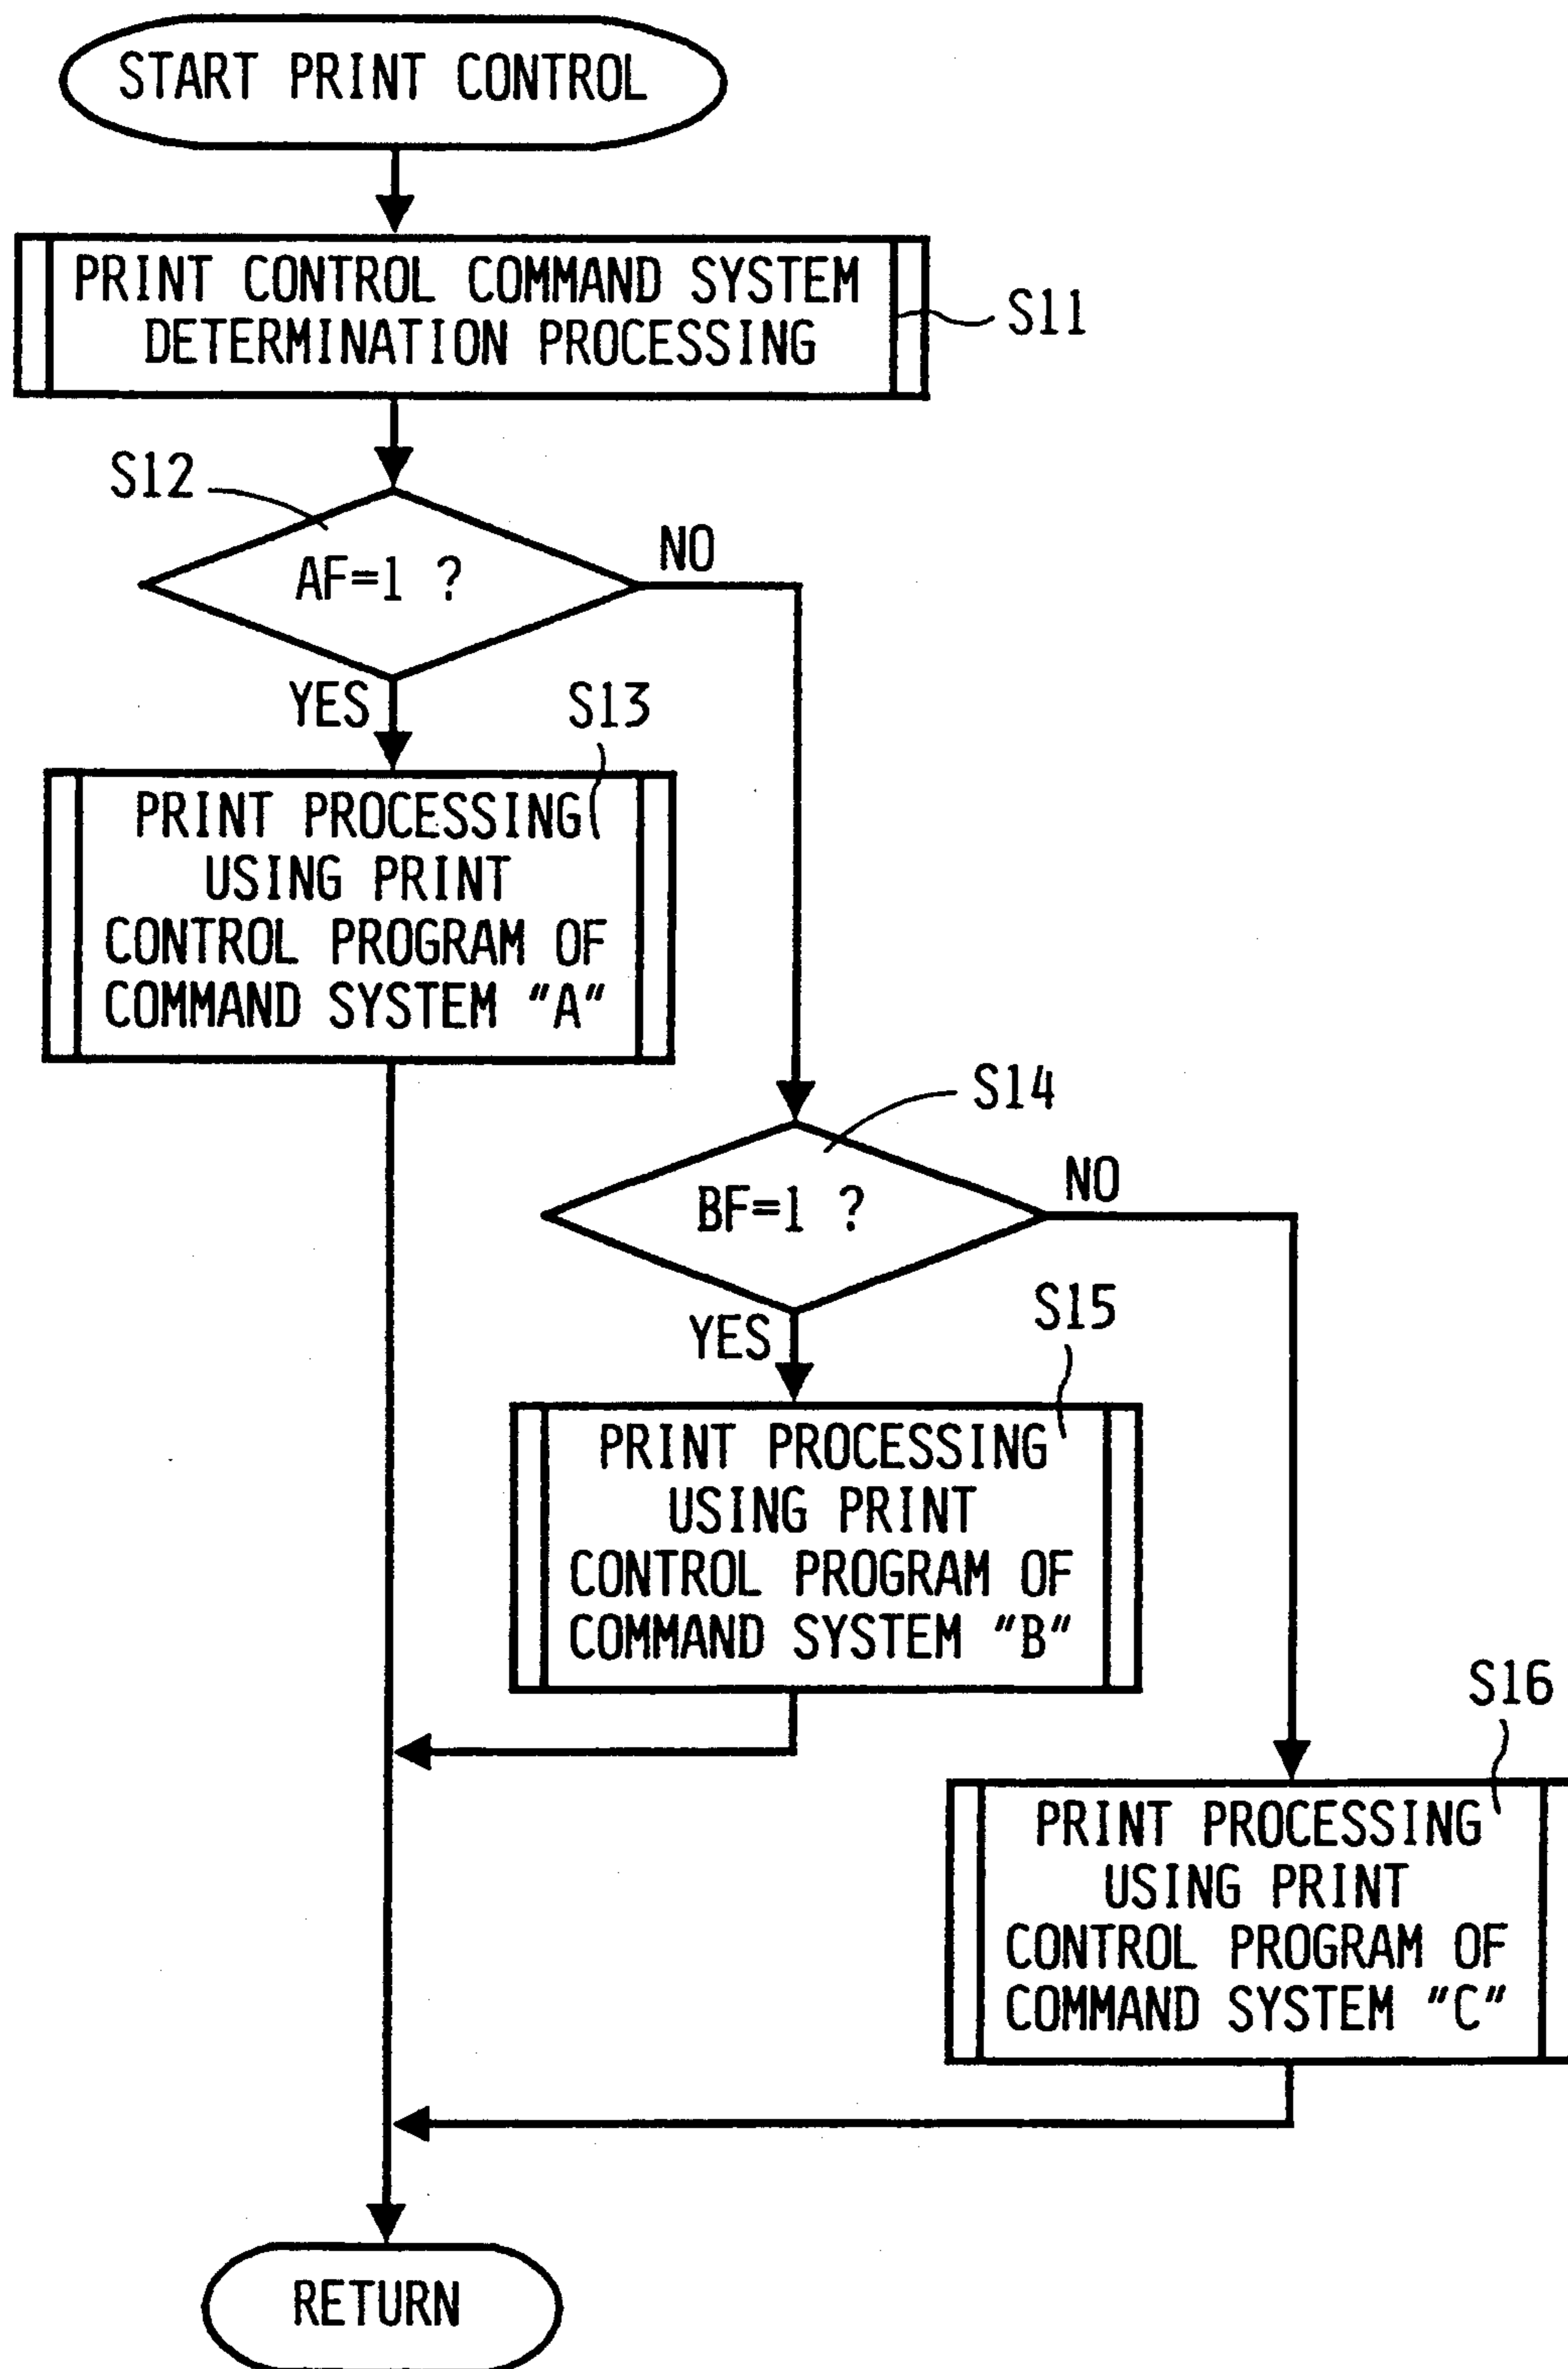 START PRINT CONTROL
PRINT CONTROL COMMAND SYSTEM
DETERMINATION PROCESSING
S11
S12
AF=1 ?
NO
YES
S13
PRINT PROCESSING
USING PRINT
CONTROL PROGRAM OF
COMMAND SYSTEM "A"
S14
BF=1 ?
NO
YES
S15
PRINT PROCESSING
USING PRINT
CONTROL PROGRAM OF
COMMAND SYSTEM "B"
S16
PRINT PROCESSING
USING PRINT
CONTROL PROGRAM OF
COMMAND SYSTEM "C"
RETURN